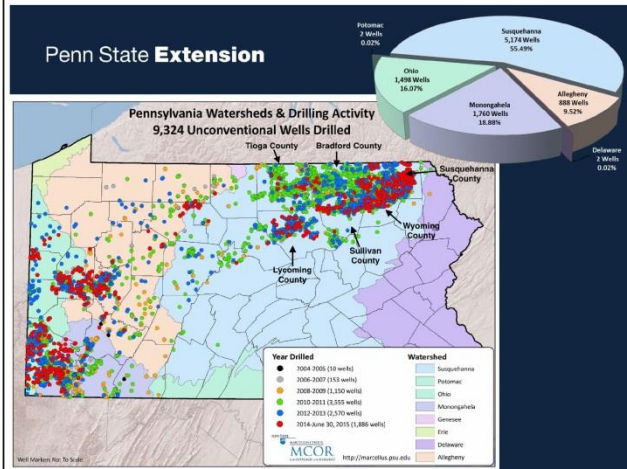 Penn State Extension
Potomac
2 Wells
0.02%
Susquehanna
5,174 Wells
55.49%
Ohio
1,498 Wells
16.07%
Monongahela
1,760 Wells
18.88%
Allegheny
888 Wells
9.52%
Delaware
2 Wells
0.02%
Pennsylvania Watersheds & Drilling Activity
9,324 Unconventional Wells Drilled
Tioga County
Bradford County
Susquehanna
County
Wyoming
County
Sullivan
County
Lycoming
County
Year Drilled
2004-2005 (10 wells)
2006-2007 (153 wells)
2008-2009 (1,150 wells)
2010-2011 (3,555 wells)
2012-2013 (2,570 wells)
2014-June 30, 2015 (1,886 wells)
Watershed
Susquehanna
Potomac
Ohio
Monongahela
Genesee
Erie
Delaware
Allegheny
MCOR
http://marcellus.psu.edu
Well Markers Not To Scale